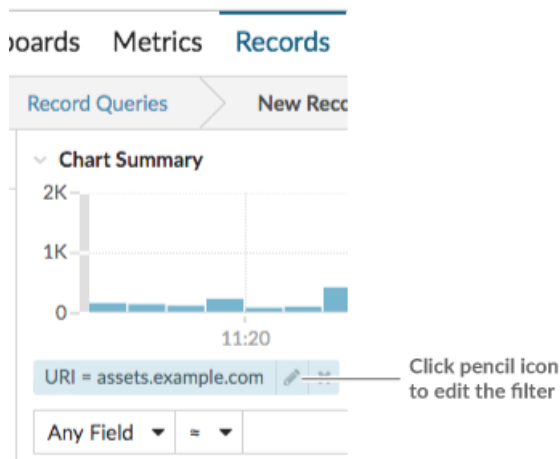 oards Metrics Records
Record Queries New Reco
Chart Summary
2K
1K
0
11:20
URI = assets.example.com
Click pencil icon
to edit the filter
Any Field ≈